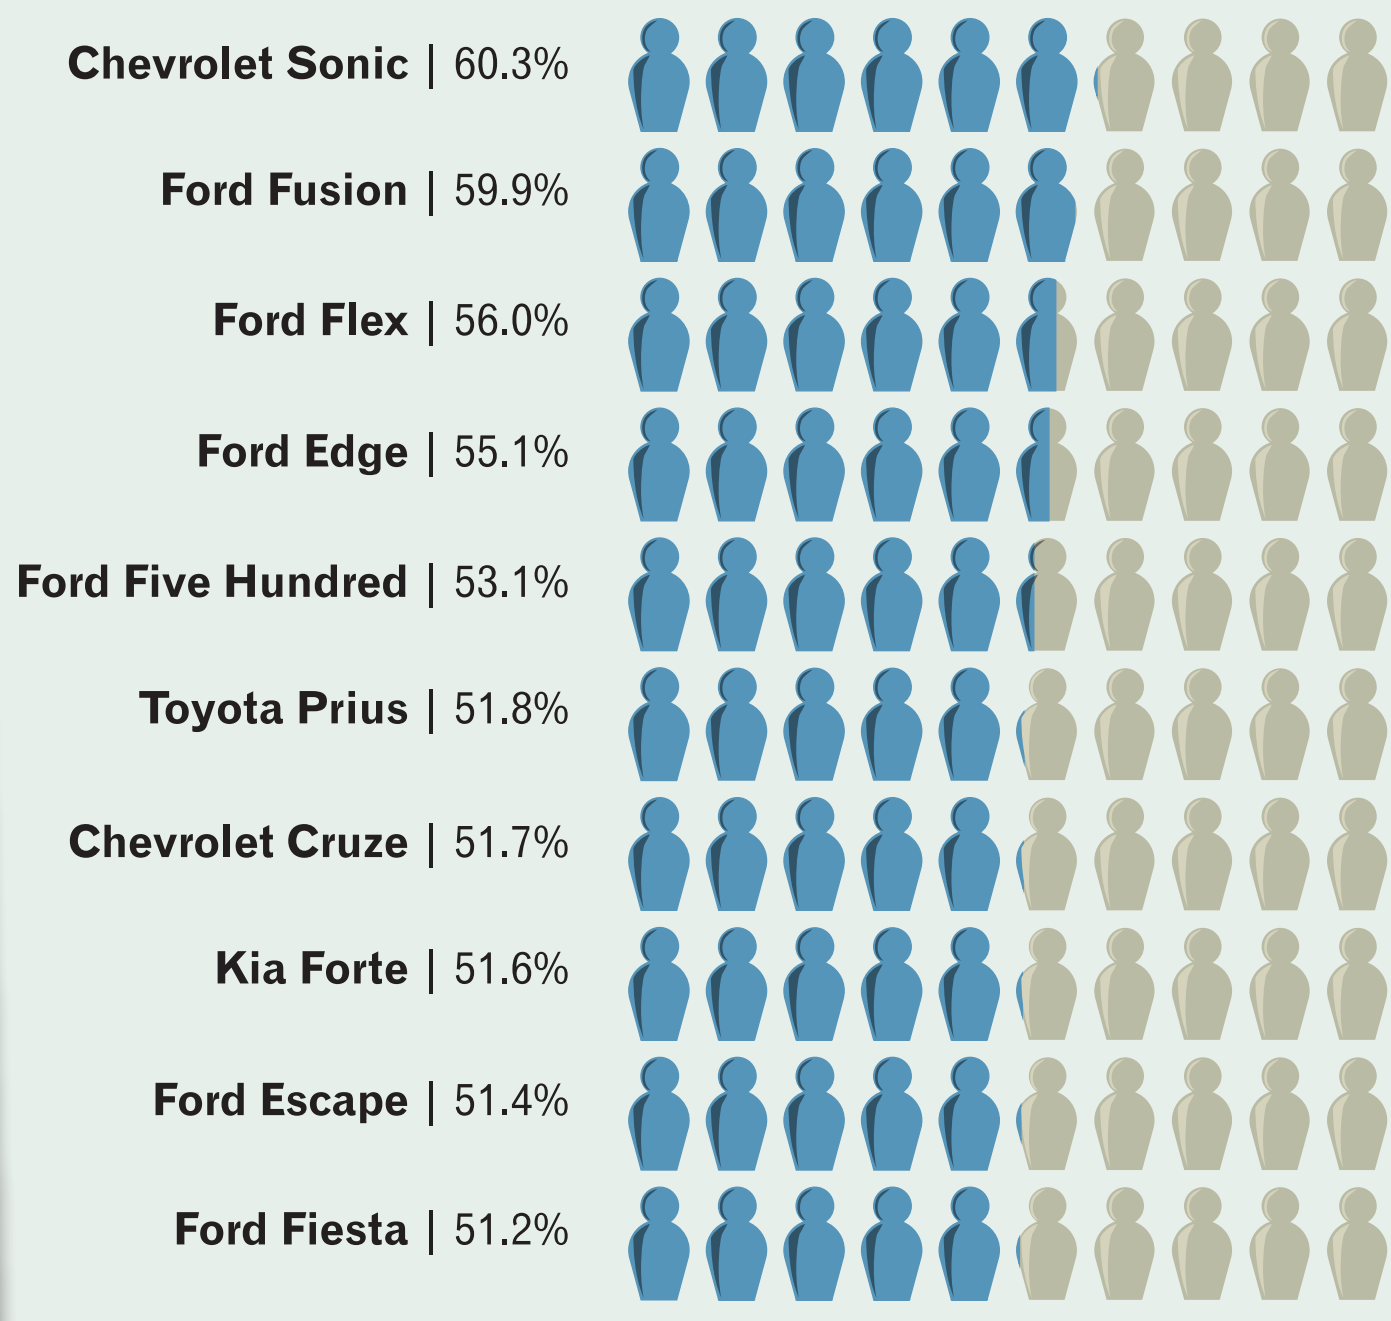 Chevrolet Sonic | 60.3%
Ford Fusion | 59.9%
Ford Flex | 56.0%
Ford Edge | 55.1%
Ford Five Hundred | 53.1%
Toyota Prius | 51.8%
Chevrolet Cruze | 51.7%
Kia Forte | 51.6%
Ford Escape | 51.4%
Ford Fiesta | 51.2%